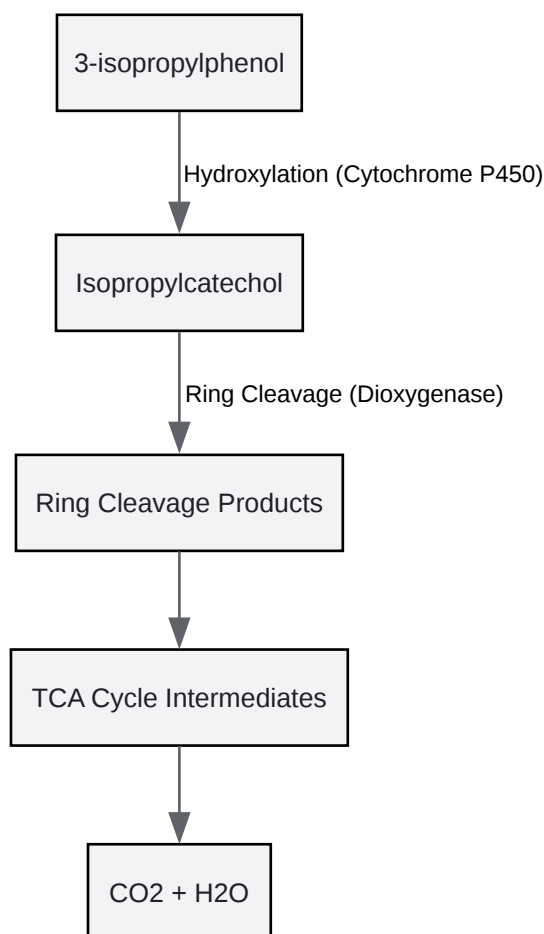 3-isopropylphenol
Hydroxylation (Cytochrome P450)
Isopropylcatechol
Ring Cleavage (Dioxygenase)
Ring Cleavage Products
TCA Cycle Intermediates
CO2 + H2O